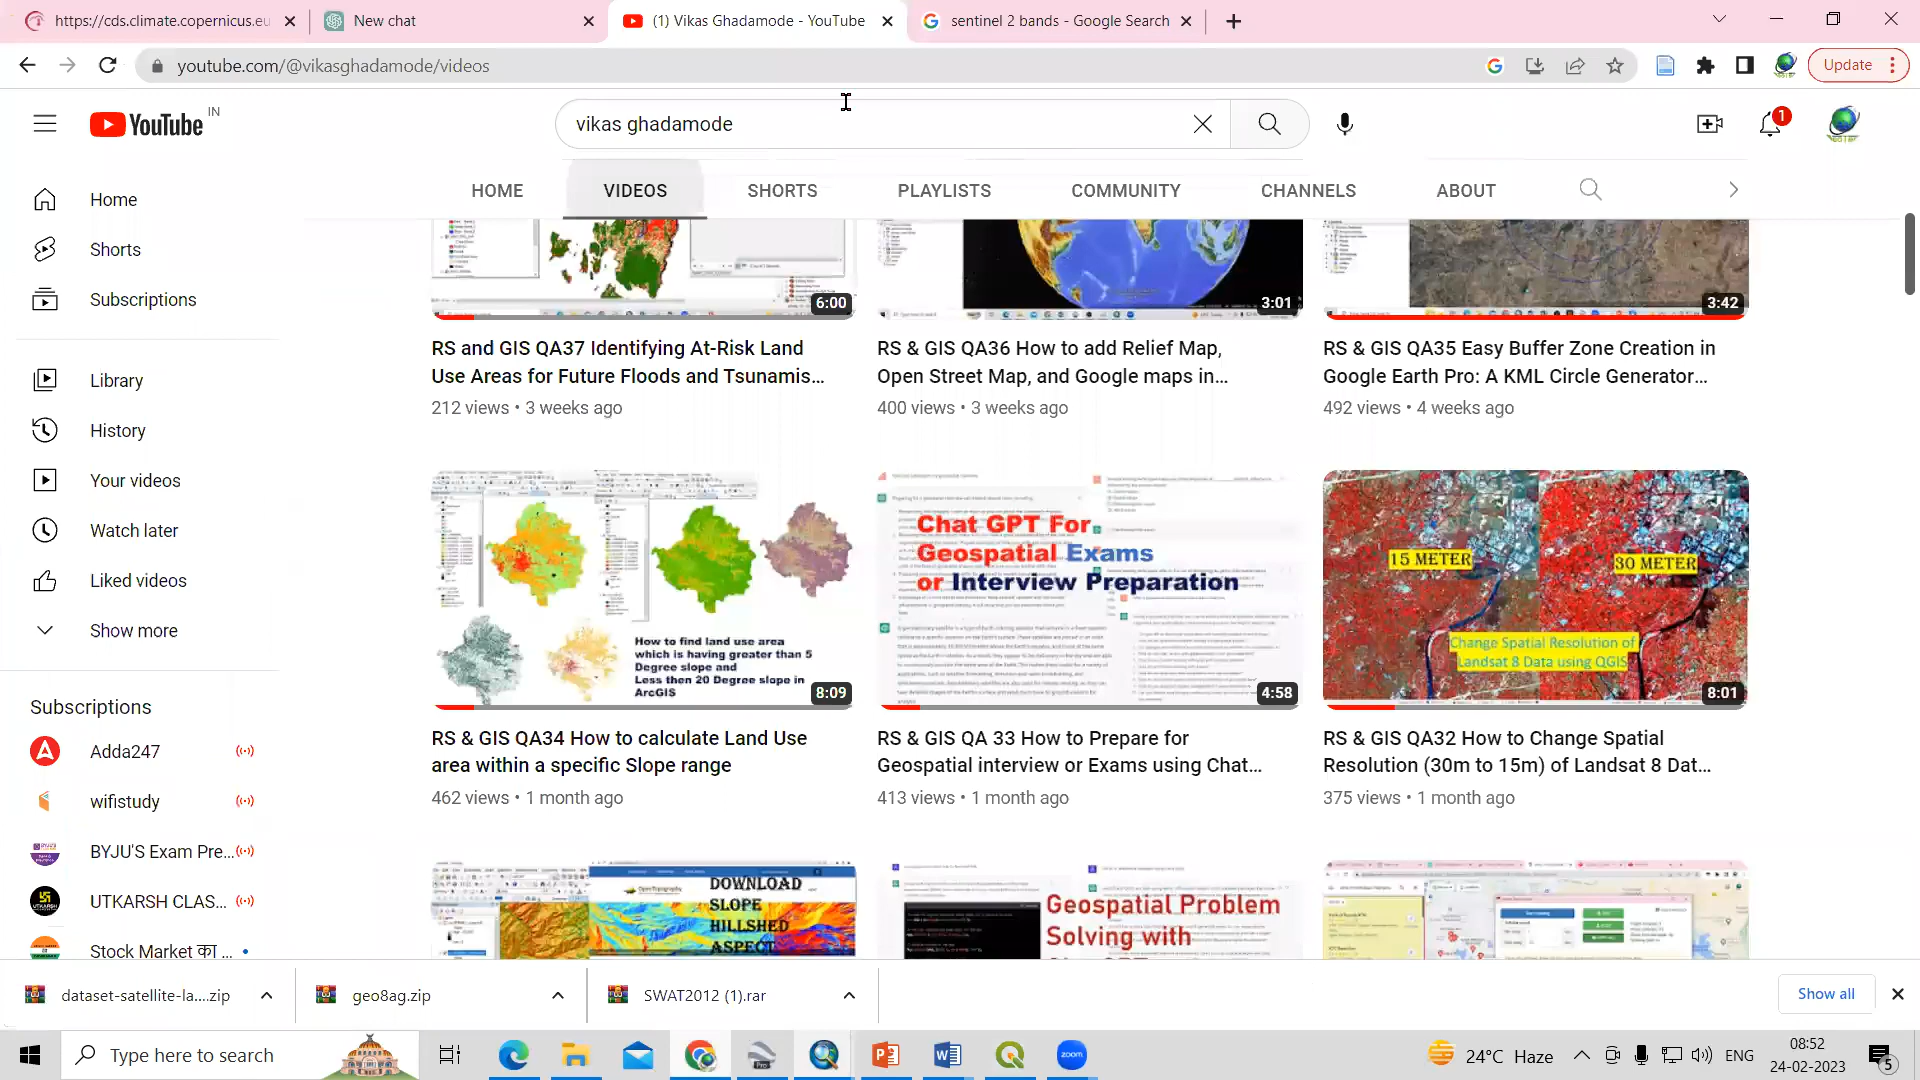 https://cds.climate.copernicus.eu
New chat
(1) Vikas Ghadamode - YouTube
sentinel 2 bands - Google Search
youtube.com/@vikasghadamode/videos
Update
YouTube IN
vikas ghadamode
1
HOME
VIDEOS
SHORTS
PLAYLISTS
COMMUNITY
CHANNELS
ABOUT
Home
Shorts
Subscriptions
Library
History
Your videos
Watch later
Liked videos
Show more
Subscriptions
Adda247
wifistudy
BYJU'S Exam Pre...
UTKARSH CLAS...
Stock Market का ...
6:00
RS and GIS QA37 Identifying At-Risk Land
Use Areas for Future Floods and Tsunamis...
212 views • 3 weeks ago
3:01
RS & GIS QA36 How to add Relief Map,
Open Street Map, and Google maps in...
400 views • 3 weeks ago
3:42
RS & GIS QA35 Easy Buffer Zone Creation in
Google Earth Pro: A KML Circle Generator...
492 views • 4 weeks ago
How to find land use area
which is having greater than 5
Degree slope and
Less then 20 Degree slope in
ArcGIS
8:09
RS & GIS QA34 How to calculate Land Use
area within a specific Slope range
462 views • 1 month ago
Chat GPT For
Geospatial Exams
or Interview Preparation
4:58
RS & GIS QA 33 How to Prepare for
Geospatial interview or Exams using Chat...
413 views • 1 month ago
15 METER
30 METER
Change Spatial Resolution of
Landsat 8 Data using QGIS
8:01
RS & GIS QA32 How to Change Spatial
Resolution (30m to 15m) of Landsat 8 Dat...
375 views • 1 month ago
DOWNLOAD
SLOPE
HILLSHED
ASPECT
Geospatial Problem
Solving with
dataset-satellite-la....zip
geo8ag.zip
SWAT2012 (1).rar
Show all
Type here to search
Pro
zoom
24°C Haze
ENG
08:52
24-02-2023
5